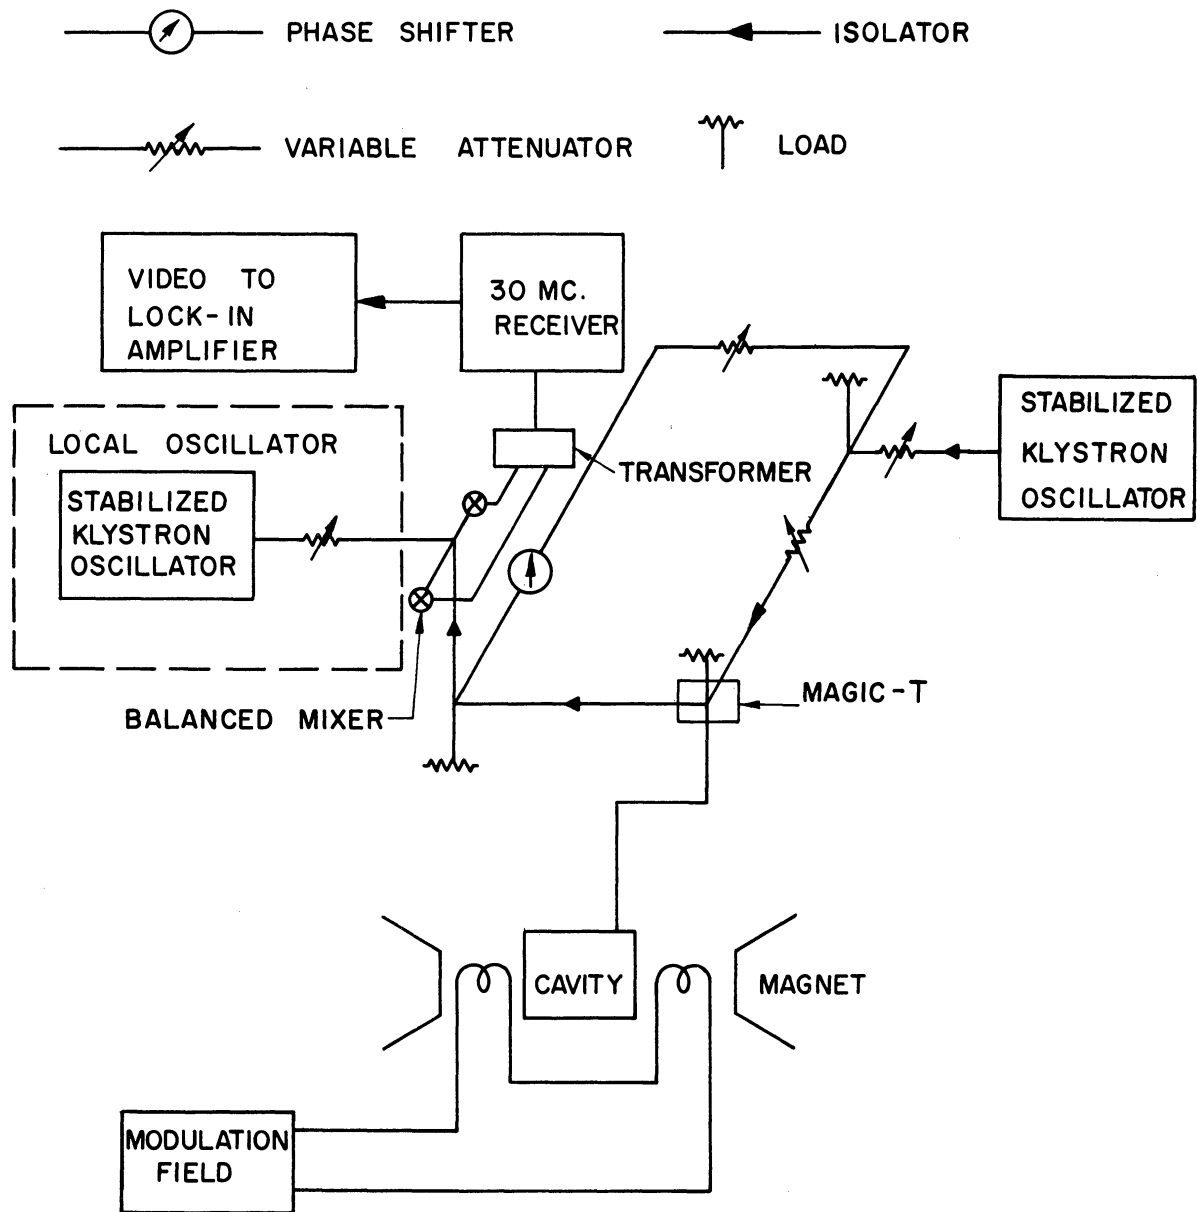 PHASE SHIFTER
ISOLATOR
VARIABLE ATTENUATOR
LOAD
VIDEO TO
LOCK-IN
AMPLIFIER
30 MC.
RECEIVER
STABILIZED
KLYSTRON
OSCILLATOR
LOCAL OSCILLATOR
TRANSFORMER
STABILIZED
KLYSTRON
OSCILLATOR
MAGIC-T
BALANCED MIXER
CAVITY
MAGNET
MODULATION
FIELD